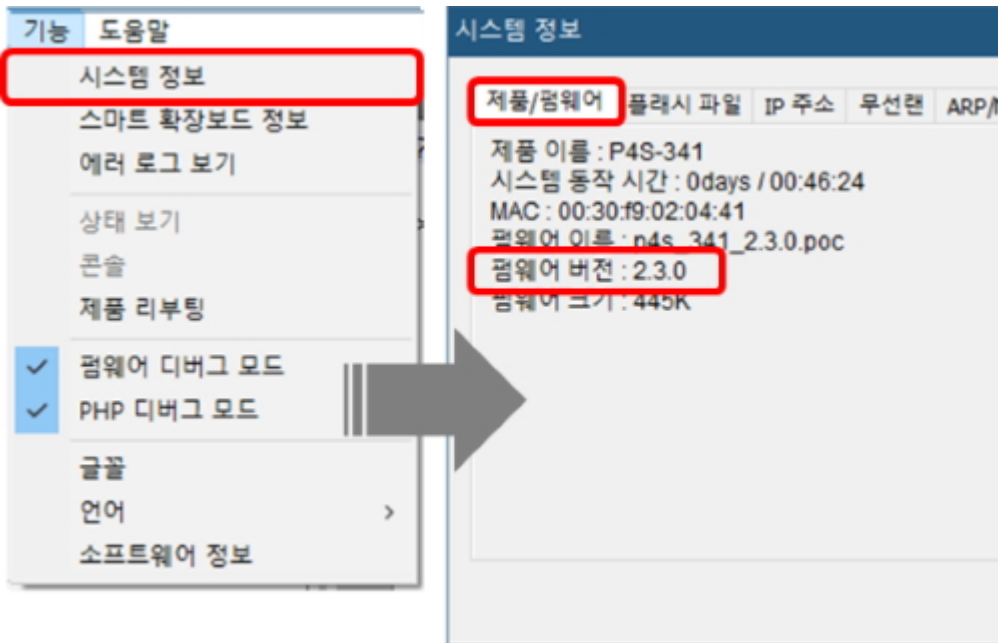 기능 도움말
시스템 정보
스마트 확장보드 정보
에러 로그 보기
상태 보기
콘솔
제품 리부팅
펌웨어 디버그 모드
PHP 디버그 모드
글꼴
언어
소프트웨어 정보
시스템 정보
제품/펌웨어 플래시 파일 IP 주소 무선랜
제품 이름 : P4S-341
시스템 동작 시간 : 0days / 00:46:24
MAC : 00:30:f9:02:04:41
펌웨어 이름 : p4s_341_2.3.0.poc
펌웨어 버전 : 2.3.0
펌웨어 크기 : 445K